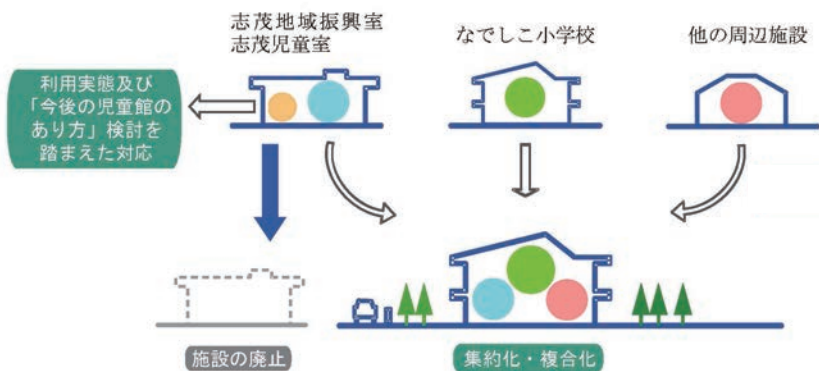 志茂地域振興室
志茂児童室
なでしこ小学校
他の周辺施設
利用実態及び
「今後の児童館の
あり方」検討を
踏まえた対応
施設の廃止
集約化・複合化